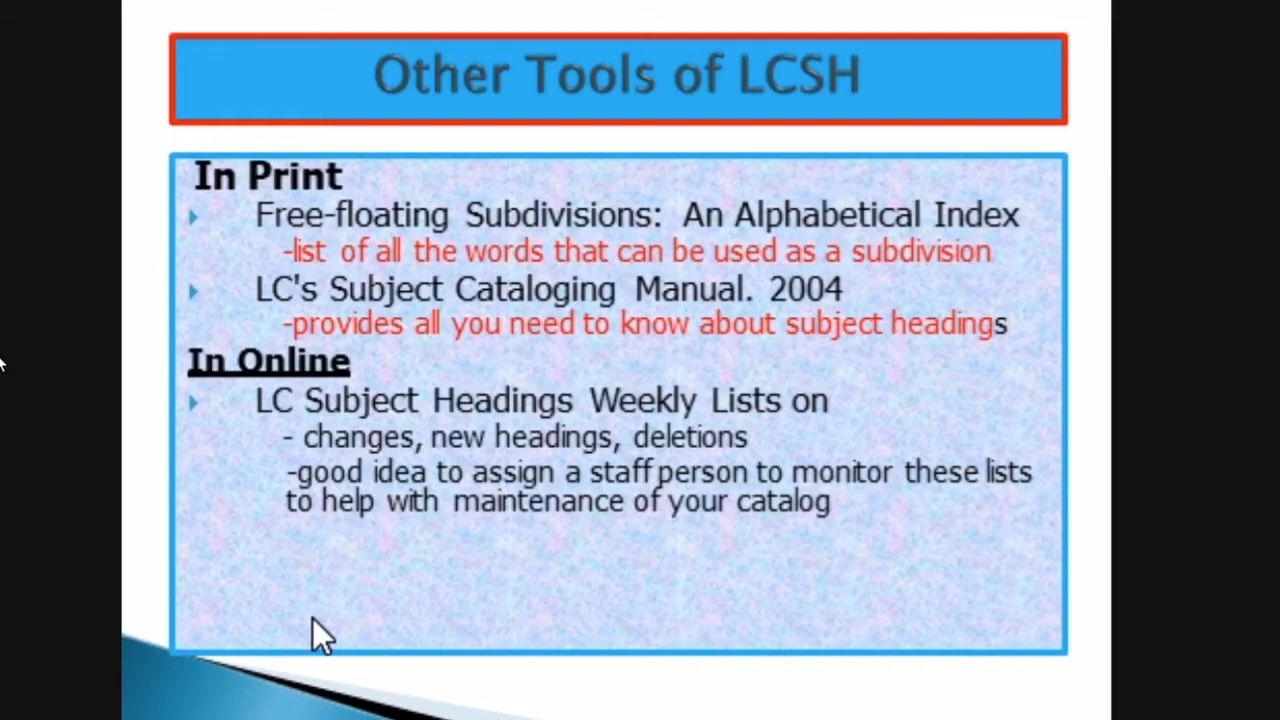 Other Tools of LCSH
In Print
Free-floating Subdivisions: An Alphabetical Index
-list of all the words that can be used as a subdivision
LC's Subject Cataloging Manual. 2004
-provides all you need to know about subject headings
In Online
LC Subject Headings Weekly Lists on
- changes, new headings, deletions
-good idea to assign a staff person to monitor these lists
to help with maintenance of your catalog